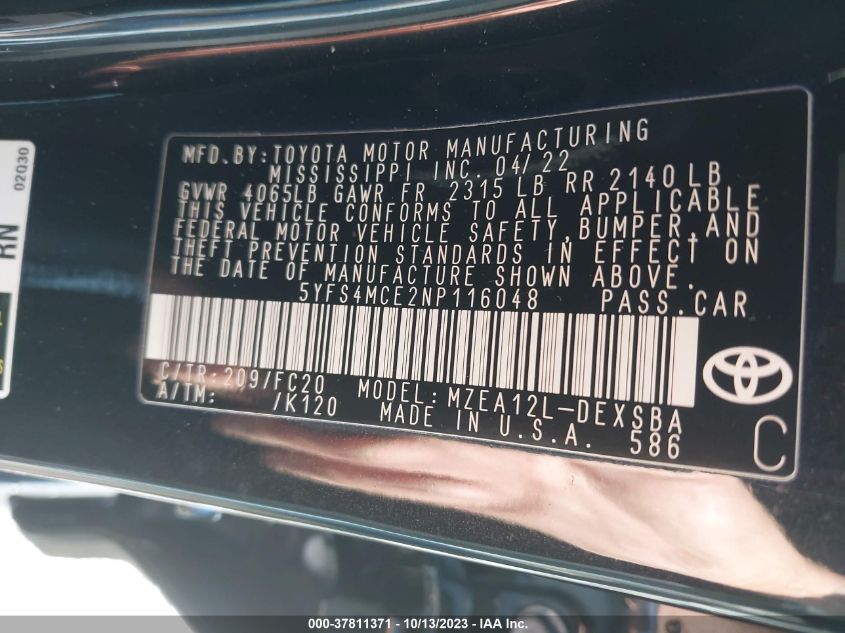 MFD.BY:TOYOTA MOTOR MANUFACTURING
MISSISSIPPI INC. 04/22
GVWR 4065LB GAWR FR 2315 LB RR 2140 LB
THIS VEHICLE CONFORMS TO ALL APPLICABLE
FEDERAL MOTOR VEHICLE SAFETY,BUMPER,AND
THEFT PREVENTION STANDARDS IN EFFECT ON
THE DATE OF MANUFACTURE SHOWN ABOVE.
5YFS4MCE2NP116048 PASS.CAR
C/TR:209/FC20 MODEL:MZEA12L-DEXSBA
A/TM: /K120 MADE IN U.S.A. 586
C
02Q30
RN
000-37811371 | 10/13/2023 - IAA Inc.